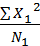 ∑ X₁²
N₁